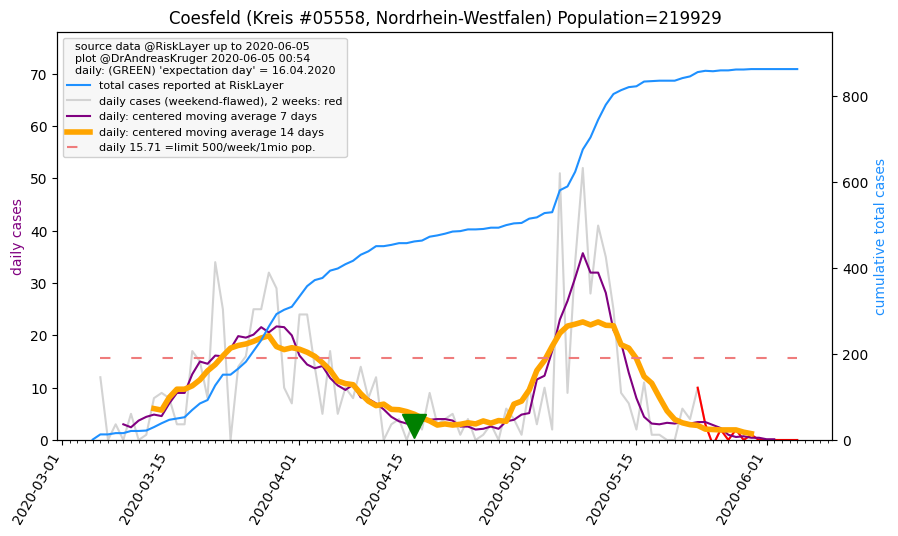 Coesfeld (Kreis #05558, Nordrhein-Westfalen) Population=219929
source data @RiskLayer up to 2020-06-05
plot @DrAndreasKruger 2020-06-05 00:54
daily: (GREEN) 'expectation day' = 16.04.2020
total cases reported at RiskLayer
daily cases (weekend-flawed), 2 weeks: red
daily: centered moving average 7 days
daily: centered moving average 14 days
daily 15.71 =limit 500/week/1mio pop.
daily cases
70
60
50
40
30
20
10
0
cumulative total cases
800
600
400
200
0
2020-03-01
2020-03-15
2020-04-01
2020-04-15
2020-05-01
2020-05-15
2020-06-01